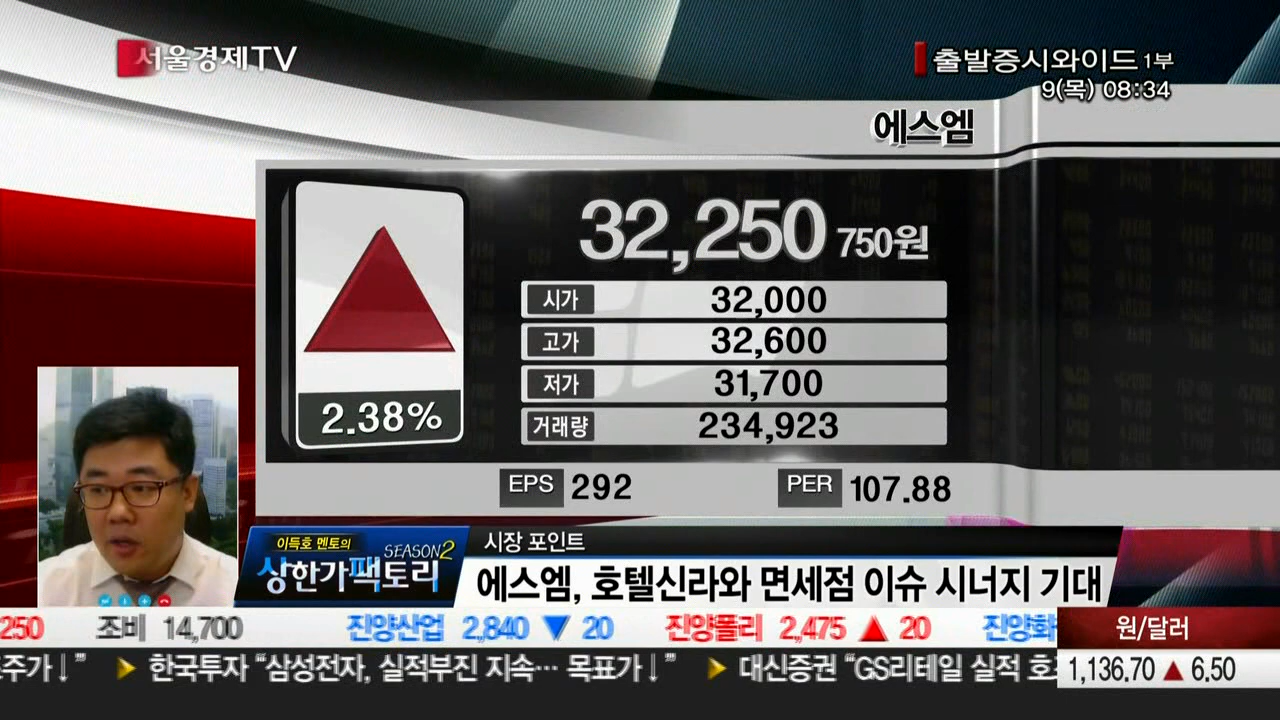 서울경제TV
출발증시와이드 1부
9(목) 08:34
에스엠
32,250 750원
2.38%
시가 32,000
고가 32,600
저가 31,700
거래량 234,923
EPS 292 PER 107.88
이득호 멘토의
상한가팩토리 SEASON2
시장 포인트
에스엠, 호텔신라와 면세점 이슈 시너지 기대
250 조비 14,700 진양산업 2,840 ▼ 20 진양폴리 2,475 ▲ 20 진양화
원/달러
주가↓” ▶ 한국투자 “삼성전자, 실적부진 지속… 목표가↓” ▶ 대신증권 “GS리테일 실적 호
1,136.70 ▲ 6.50